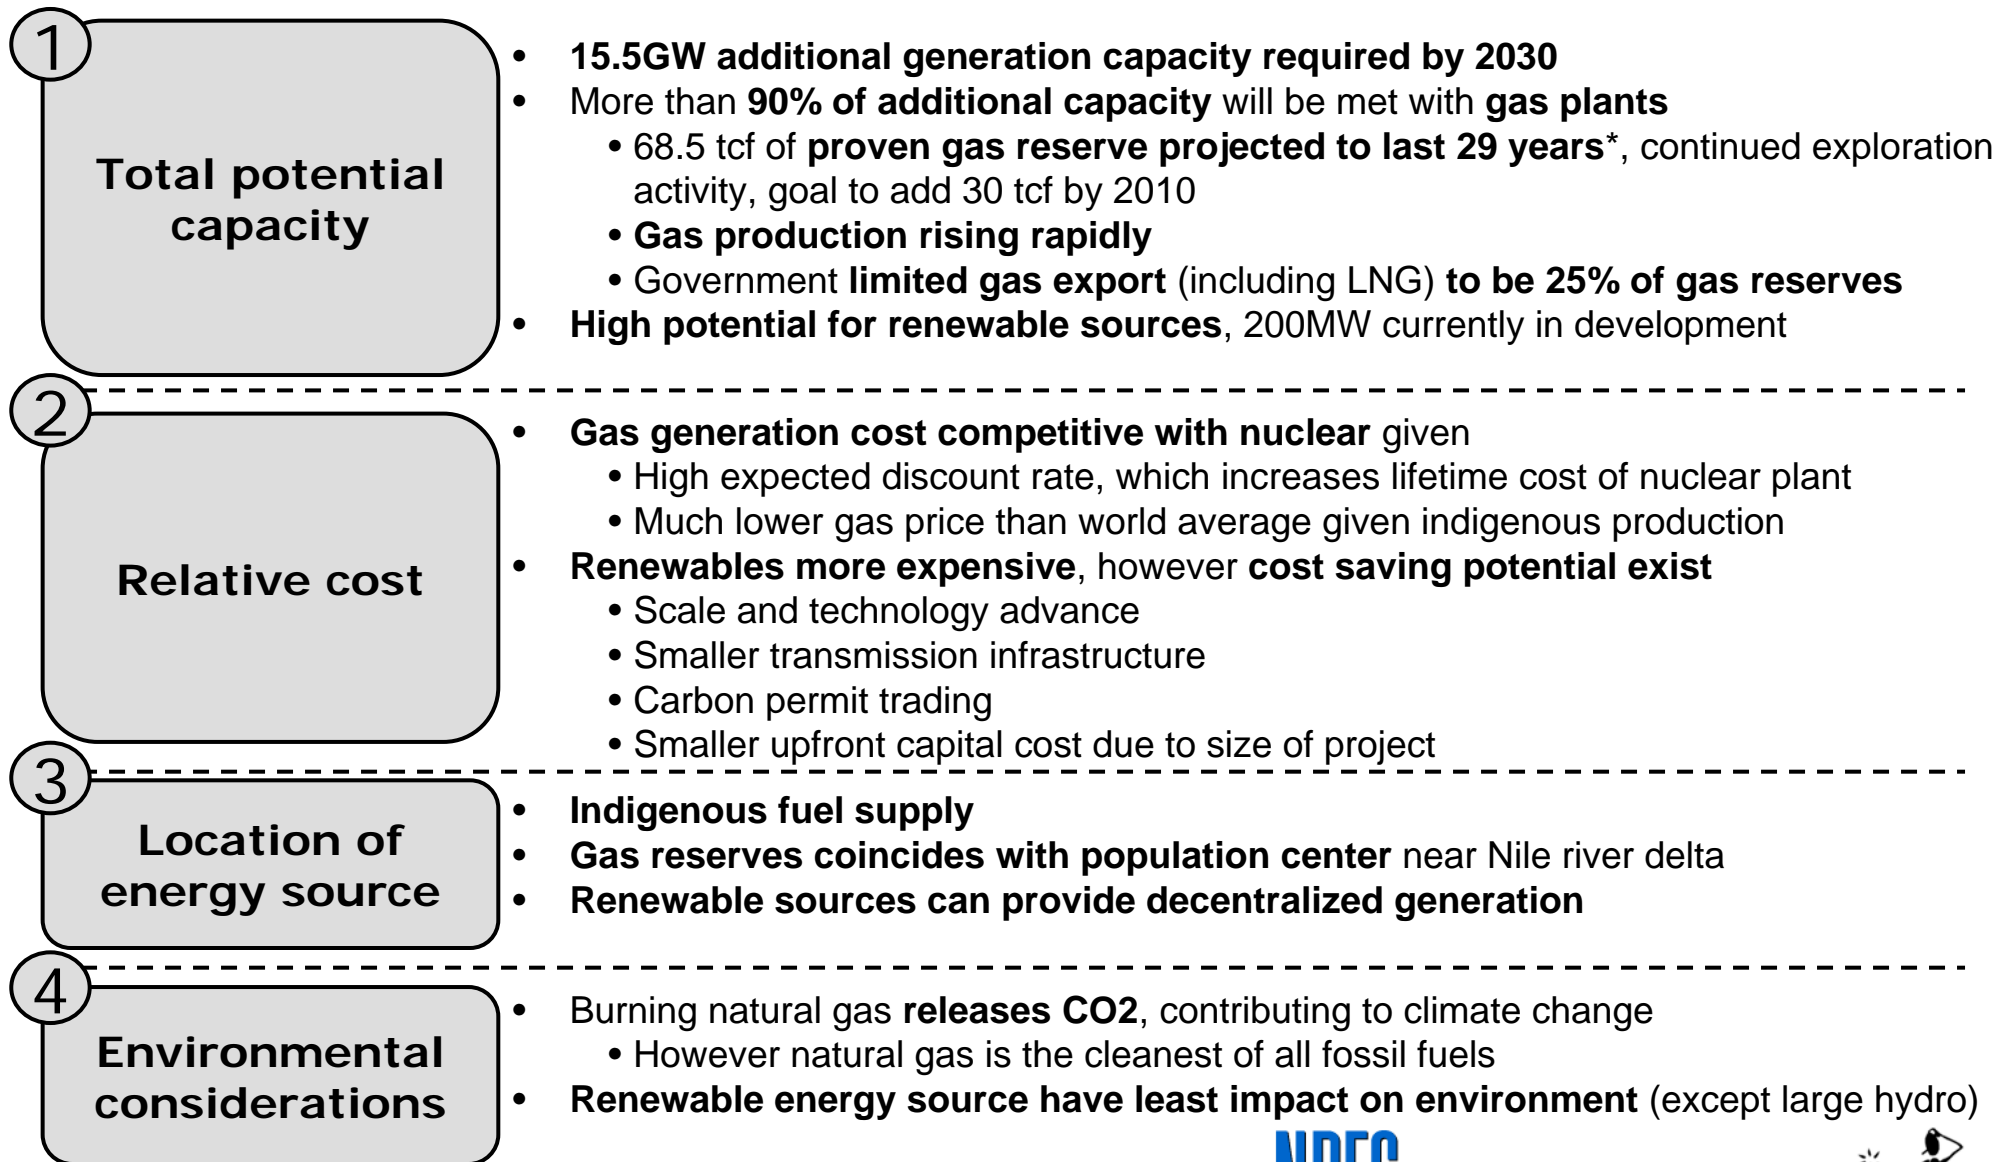 1
Total potential
capacity
• 15.5GW additional generation capacity required by 2030
• More than 90% of additional capacity will be met with gas plants
• 68.5 tcf of proven gas reserve projected to last 29 years*, continued exploration
activity, goal to add 30 tcf by 2010
• Gas production rising rapidly
• Government limited gas export (including LNG) to be 25% of gas reserves
• High potential for renewable sources, 200MW currently in development
2
Relative cost
• Gas generation cost competitive with nuclear given
• High expected discount rate, which increases lifetime cost of nuclear plant
• Much lower gas price than world average given indigenous production
• Renewables more expensive, however cost saving potential exist
• Scale and technology advance
• Smaller transmission infrastructure
• Carbon permit trading
• Smaller upfront capital cost due to size of project
3
Location of
energy source
• Indigenous fuel supply
• Gas reserves coincides with population center near Nile river delta
• Renewable sources can provide decentralized generation
4
Environmental
considerations
• Burning natural gas releases CO2, contributing to climate change
• However natural gas is the cleanest of all fossil fuels
• Renewable energy source have least impact on environment (except large hydro)